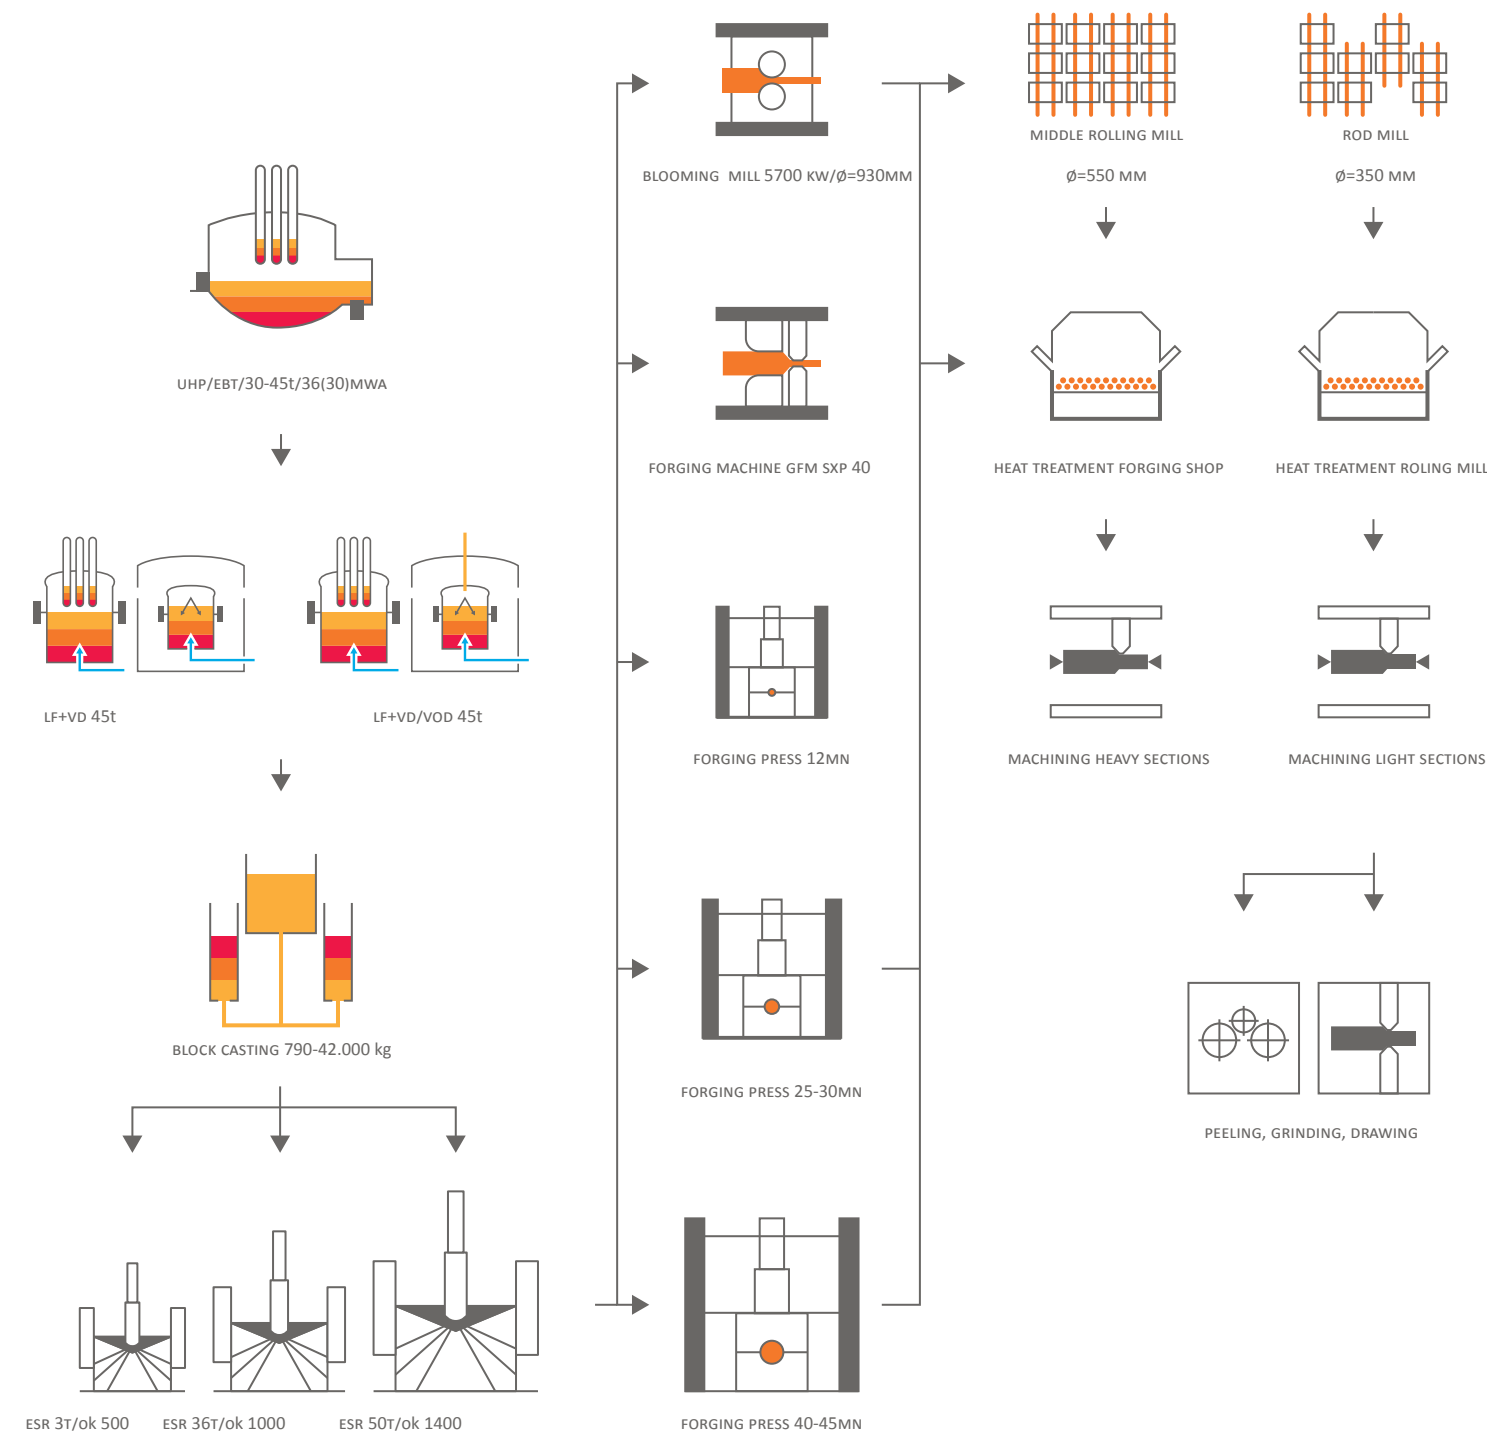 UHP/EBT/30-45t/36(30)MWA
LF+VD 45t
LF+VD/VOD 45t
BLOCK CASTING 790-42.000 kg
ESR 3T/ok 500
ESR 36T/ok 1000
ESR 50T/ok 1400
BLOOMING MILL 5700 KW/Ø=930MM
FORGING MACHINE GFM SXP 40
FORGING PRESS 12MN
FORGING PRESS 25-30MN
FORGING PRESS 40-45MN
MIDDLE ROLLING MILL
Ø=550 MM
ROD MILL
Ø=350 MM
HEAT TREATMENT FORGING SHOP
HEAT TREATMENT ROLING MILL
MACHINING HEAVY SECTIONS
MACHINING LIGHT SECTIONS
PEELING, GRINDING, DRAWING